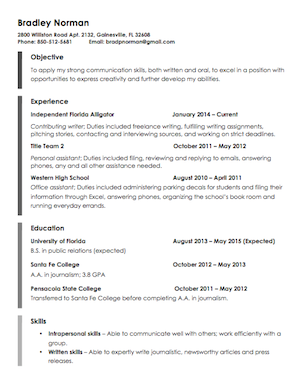 Bradley Norman
2800 Williston Road Apt. 2132, Gainesville, FL 32608
Phone: 850-512-5681 Email: bradpnorman@gmail.com
Objective
To apply my strong communication skills, both written and oral, to excel in a position with
opportunities to express creativity and further develop my abilities.
Experience
Independent Florida Alligator January 2014 – Current
Contributing writer; Duties included freelance writing, fulfilling writing assignments,
pitching stories, contacting and interviewing sources, and working on strict deadlines.
Title Team 2 October 2011 – May 2012
Personal assistant; Duties included filing, reviewing and replying to emails, answering
phones, any and all other assistance needed.
Western High School August 2010 – April 2011
Office assistant; Duties included administering parking decals for students and filing their
information through Excel, answering phones, organizing the school's book room and
running errands.
Education
University of Florida August 2013 – May 2015 (Expected)
B.S. in public relations (expected)
Santa Fe College October 2012 – May 2013
A.A. in journalism; 3.8 GPA
Pensacola State College October 2011 – May 2012
Transferred to Santa Fe College before completing A.A. in journalism.
Skills
• Intrapersonal skills – Able to communicate well with others; work efficiently with a
group.
• Written skills – Able to expertly write journalistic, newsworthy articles and press
releases.